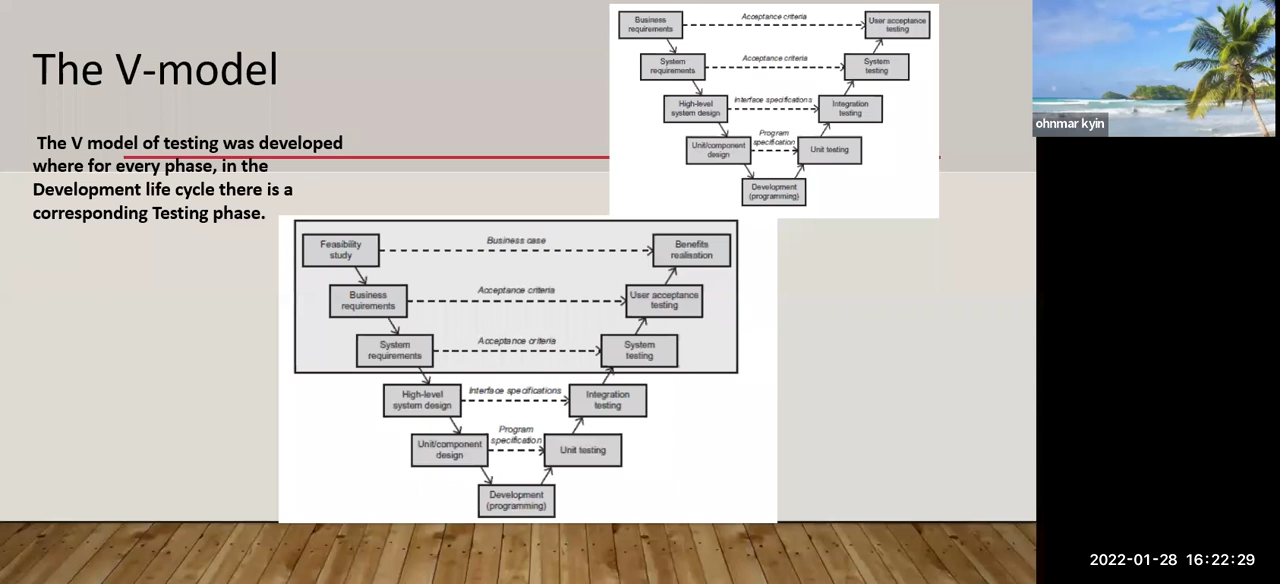 The V-model
The V model of testing was developed
where for every phase, in the
Development life cycle there is a
corresponding Testing phase.
Business
requirements
Acceptance criteria
User acceptance
testing
System
requirements
Acceptance criteria
System
testing
High-level
system design
Interface specifications
Integration
testing
Unit/component
design
Program
specification
Unit testing
Development
(programming)
Feasibility
study
Business case
Benefits
realisation
Business
requirements
Acceptance criteria
User acceptance
testing
System
requirements
Acceptance criteria
System
testing
High-level
system design
Interface specifications
Integration
testing
Unit/component
design
Program
specification
Unit testing
Development
(programming)
ohnmar kyin
2022-01-28 16:22:29